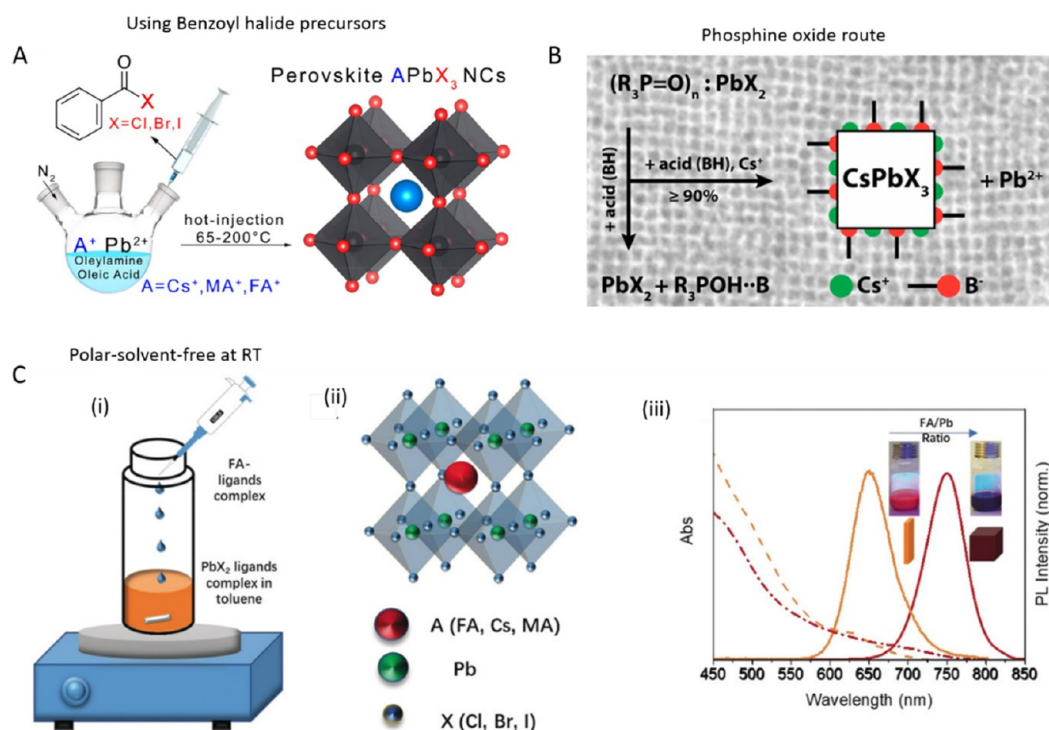 Using Benzoyl halide precursors
A
O
X
X=Cl,Br,I
N2
A+ Pb2+
Oleylamine
Oleic Acid
hot-injection
65-200°C
A=Cs+,MA+,FA+
Perovskite APbX3 NCs
Phosphine oxide route
B
(R3P=O)n : PbX2
+ acid (BH)
+ acid (BH), Cs+
≥ 90%
PbX2 + R3POH··B
CsPbX3
+ Pb2+
Cs+
B-
Polar-solvent-free at RT
C
(i)
FA-
ligands
complex
PbX2 ligands
complex in
toluene
(ii)
A (FA, Cs, MA)
Pb
X (Cl, Br, I)
(iii)
FA/Pb
Ratio
Abs
PL Intensity (norm.)
450 500 550 600 650 700 750 800 850
Wavelength (nm)